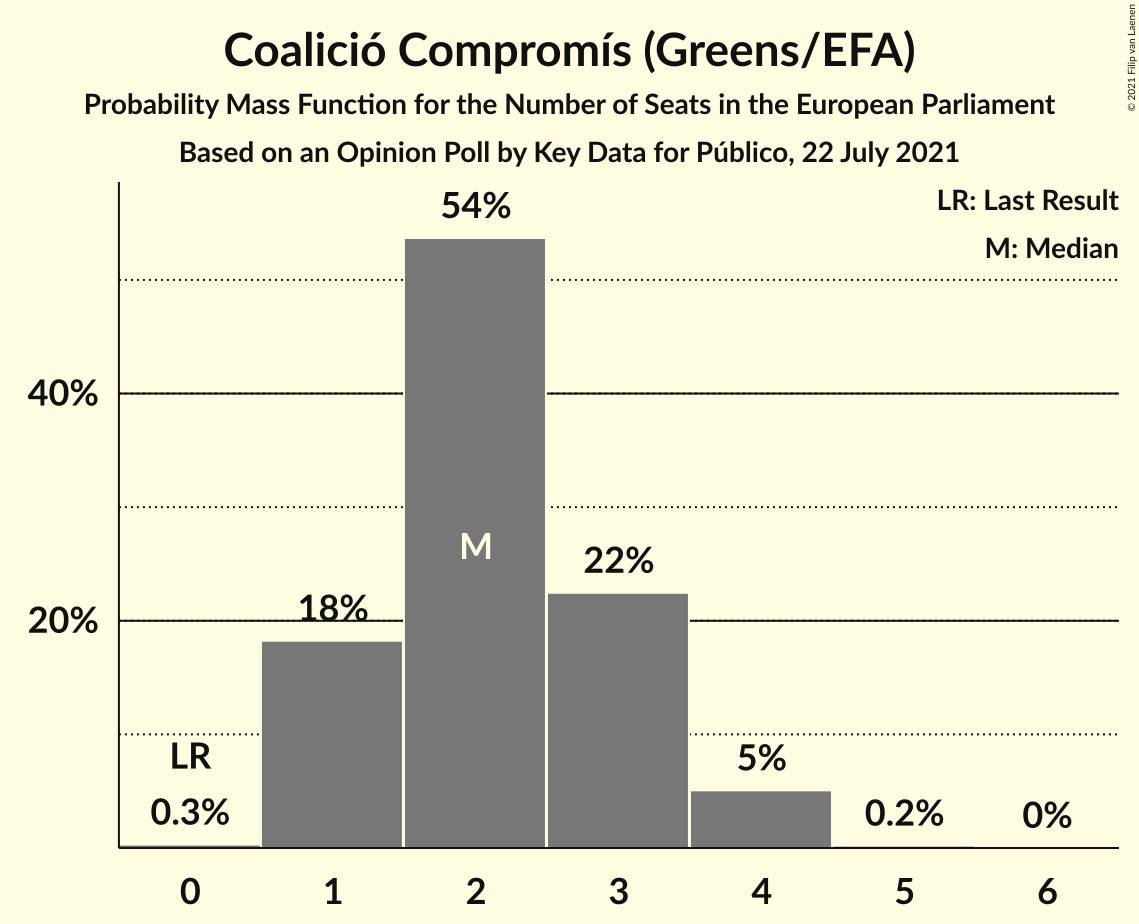 Coalició Compromís (Greens/EFA)
Probability Mass Function for the Number of Seats in the European Parliament
Based on an Opinion Poll by Key Data for Público, 22 July 2021
© 2021 Filip van Laenen
LR: Last Result
M: Median
54%
40%
M
22%
20%
18%
LR
5%
0.3%
0.2%
0%
0 1 2 3 4 5 6